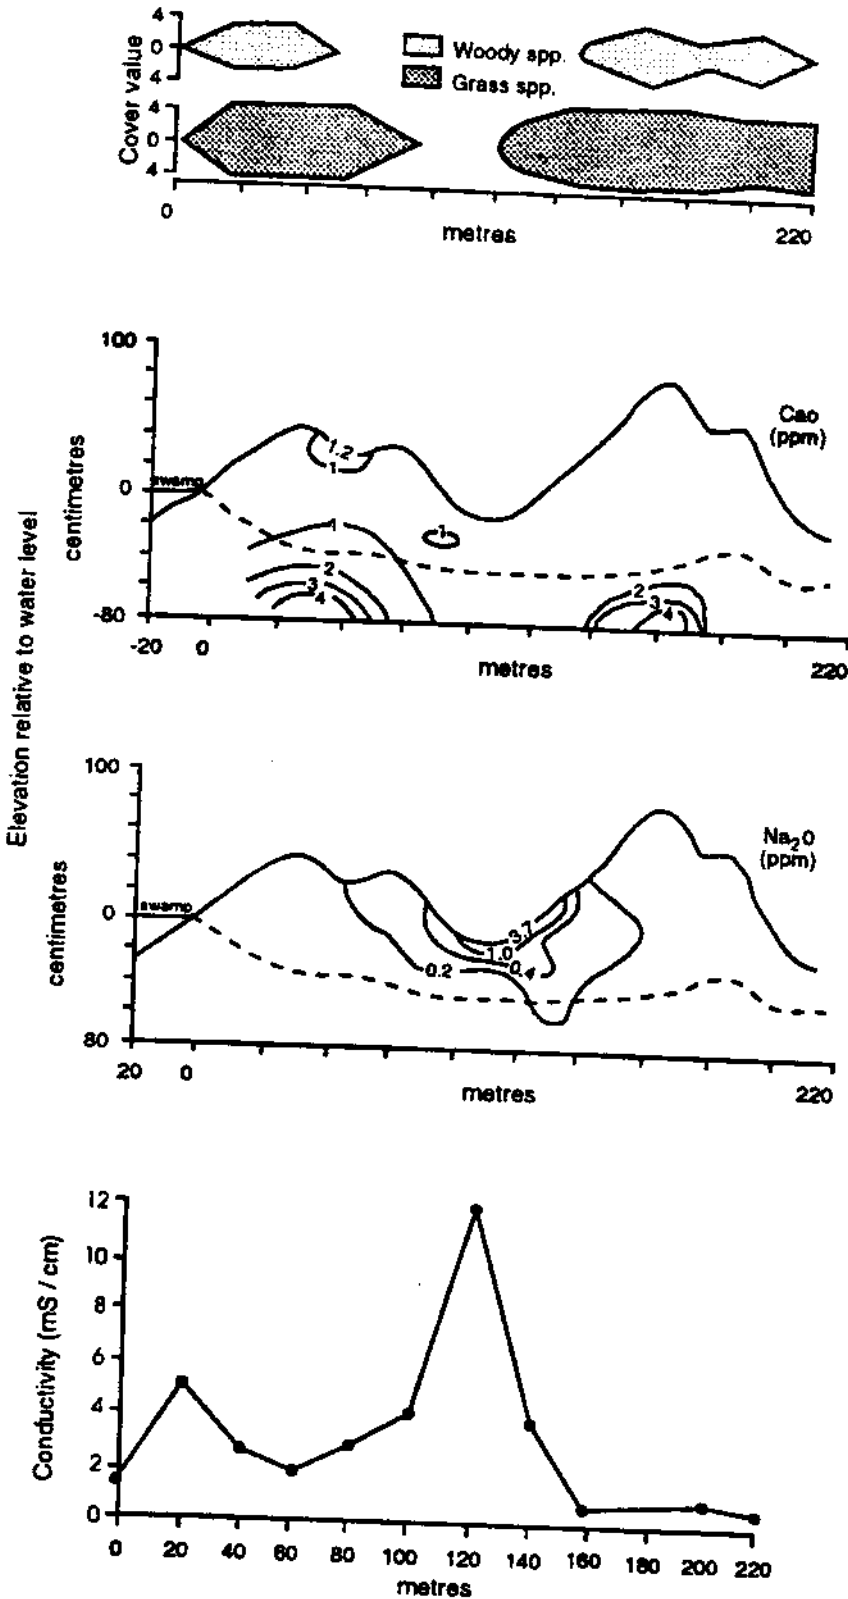 Cover value
4
0
4
4
0
4
Woody spp.
Grass spp.
0
220
metres
Elevation relative to water level
centimetres
100
0
-80
swamp
1.2
1
1
1
2
3
4
2
3
4
Cao
(ppm)
-20
0
metres
220
centimetres
100
0
80
swamp
3.7
1.0
0.2
0.4
Na2O
(ppm)
20
0
metres
220
Conductivity (mS / cm)
12
10
8
6
4
2
0
0 20 40 60 80 100 120 140 160 180 200 220
metres